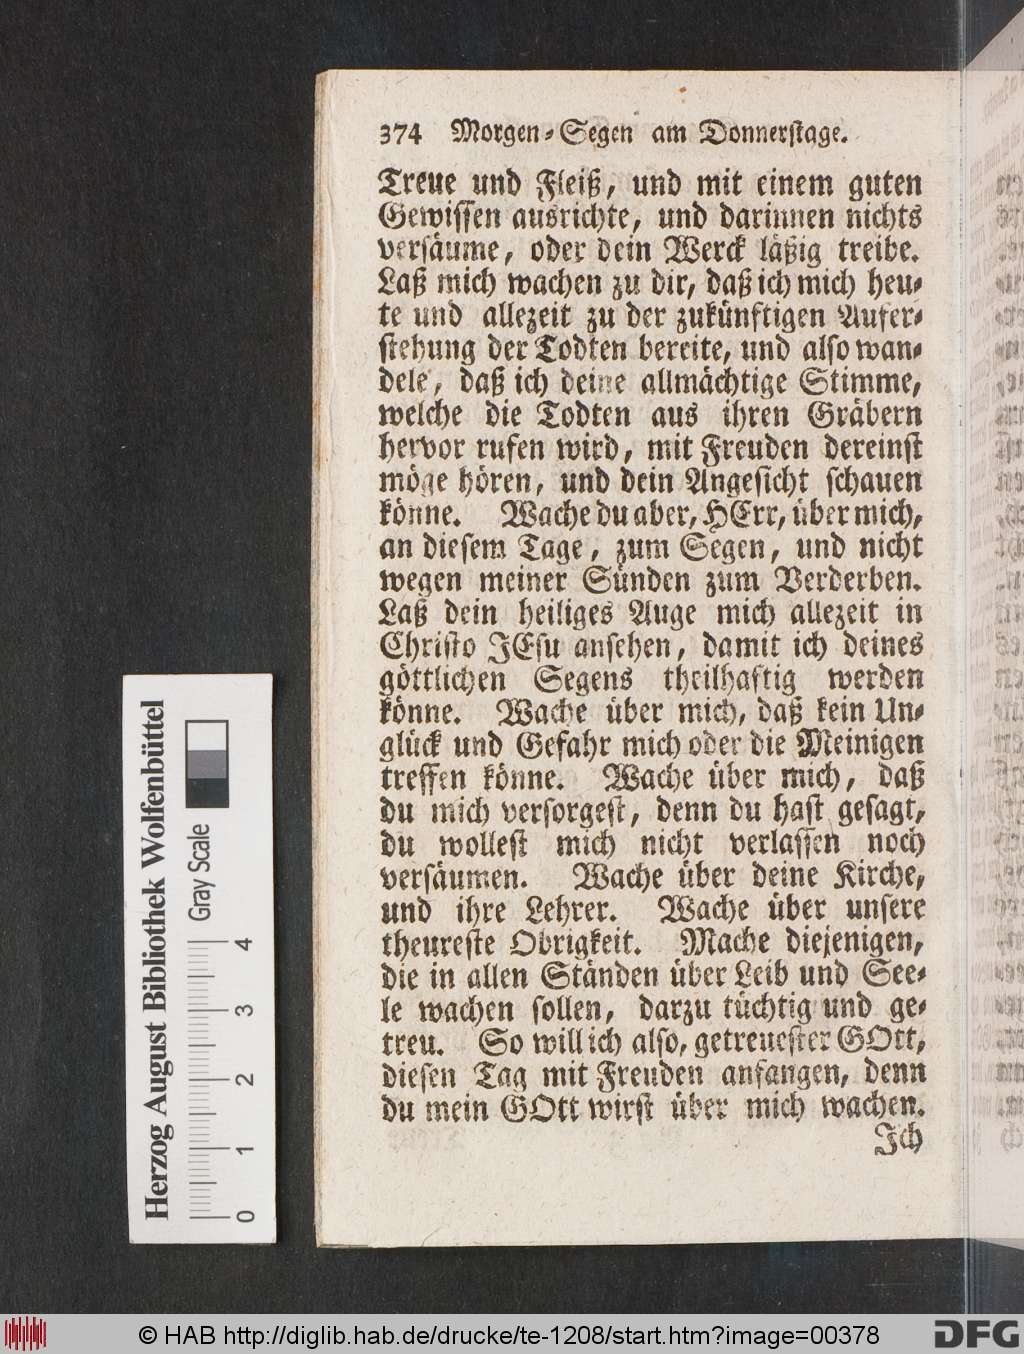 374 Morgen-Segen am Donnerstage.
Treue und Fleiß, und mit einem guten
Gewissen ausrichte, und darinnen nichts
versäume, oder dein Werck läßig treibe.
Laß mich wachen zu dir, daß ich mich heu-
te und allezeit zu der zukünftigen Aufer-
stehung der Todten bereite, und also wan-
dele, daß ich deine allmächtige Stimme,
welche die Todten aus ihren Gräbern
hervor rufen wird, mit Freuden dereinst
möge hören, und dein Angesicht schauen
könne. Wache du aber, HErr, über mich,
an diesem Tage, zum Segen, und nicht
wegen meiner Sünden zum Verderben.
Laß dein heiliges Auge mich allezeit in
Christo JEsu ansehen, damit ich deines
göttlichen Segens theilhaftig werden
könne. Wache über mich, daß kein Un-
glück und Gefahr mich oder die Meinigen
treffen könne. Wache über mich, daß
du mich versorgest, denn du hast gesagt,
du wollest mich nicht verlassen noch
versäumen. Wache über deine Kirche,
und ihre Lehrer. Wache über unsere
theureste Obrigkeit. Mache diejenigen,
die in allen Ständen über Leib und See-
le wachen sollen, darzu tüchtig und ge-
treu. So will ich also, getreuester GOtt,
diesen Tag mit Freuden anfangen, denn
du mein GOtt wirst über mich wachen.
Jch
Herzog August Bibliothek Wolfenbüttel
Gray Scale
0 1 2 3 4
© HAB http://diglib.hab.de/drucke/te-1208/start.htm?image=00378
DFG